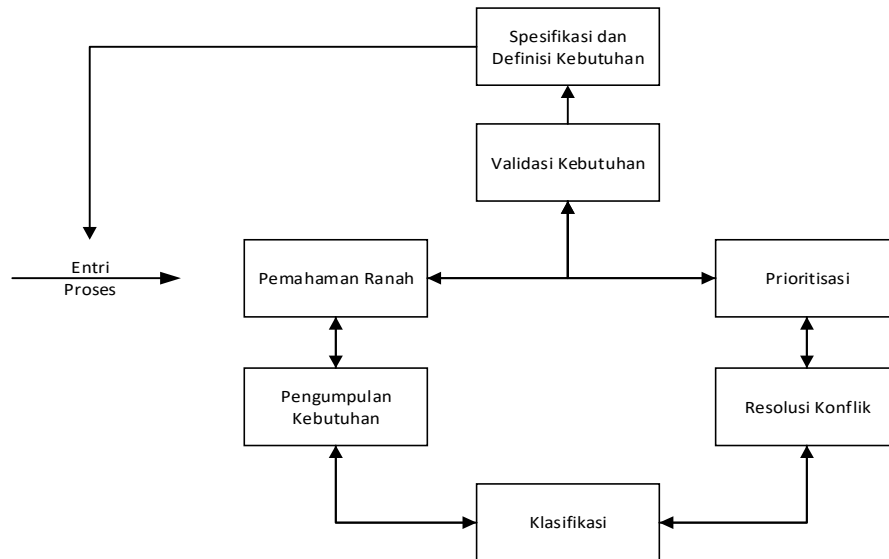 Spesifikasi dan
Definisi Kebutuhan
Validasi Kebutuhan
Entri
Proses
Pemahaman Ranah
Prioritisasi
Pengumpulan
Kebutuhan
Resolusi Konflik
Klasifikasi